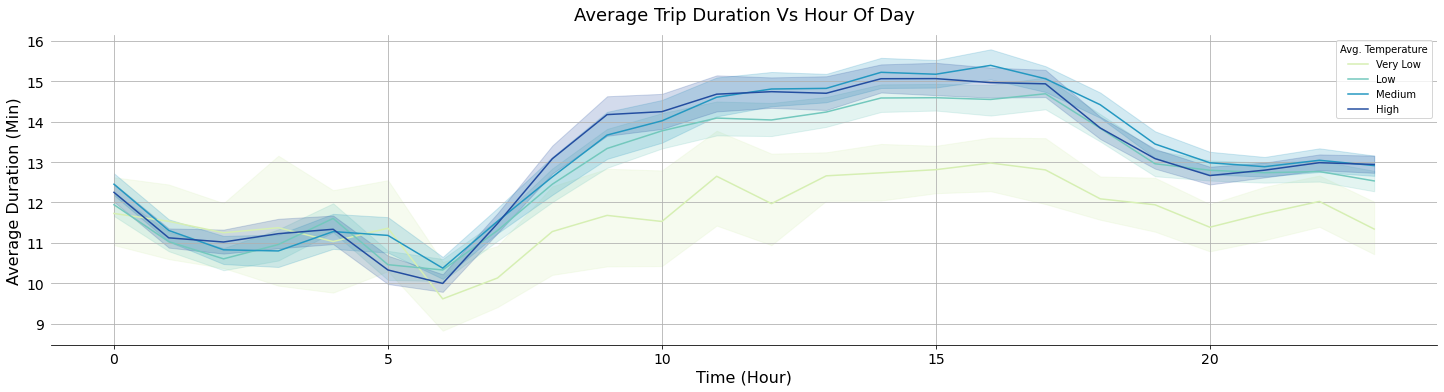 Average Trip Duration Vs Hour Of Day
Average Duration (Min)
16
15
14
13
12
11
10
9
0
5
10
15
20
Time (Hour)
Avg. Temperature
Very Low
Low
Medium
High